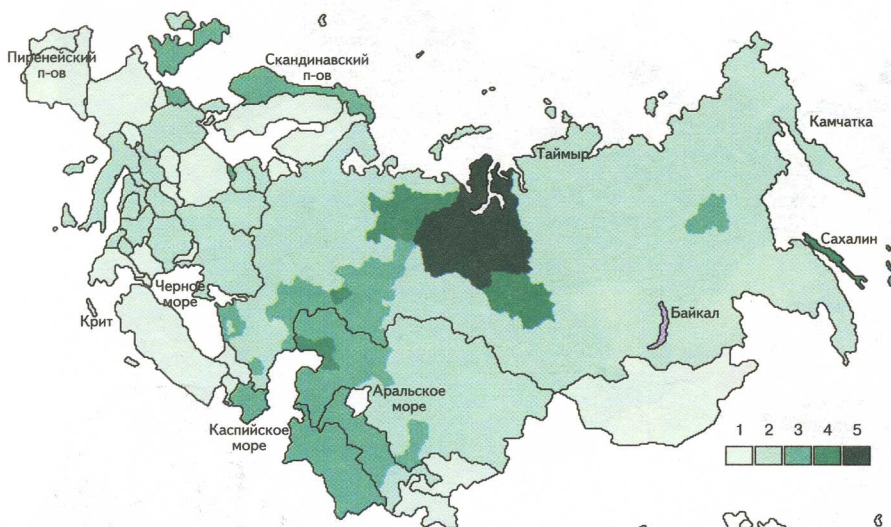 Пиренейский
п-ов
Скандинавский
п-ов
Камчатка
Таймыр
Сахалин
Черное
море
Крит
Байкал
Аральское
море
Каспийское
море
1 2 3 4 5